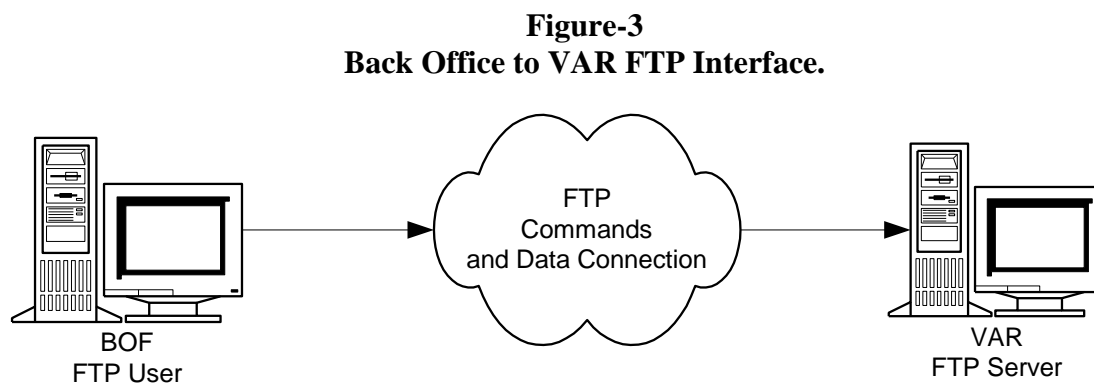 Figure-3
Back Office to VAR FTP Interface.
FTP
Commands
and Data Connection
BOF
FTP User
VAR
FTP Server